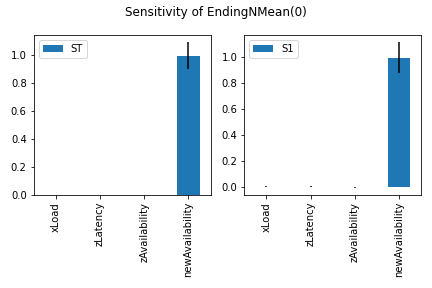 Sensitivity of EndingNMean(0)
ST
1.0
0.8
0.6
0.4
0.2
0.0
xLoad
zLatency
zAvailability
newAvailability
S1
1.0
0.8
0.6
0.4
0.2
0.0
xLoad
zLatency
zAvailability
newAvailability